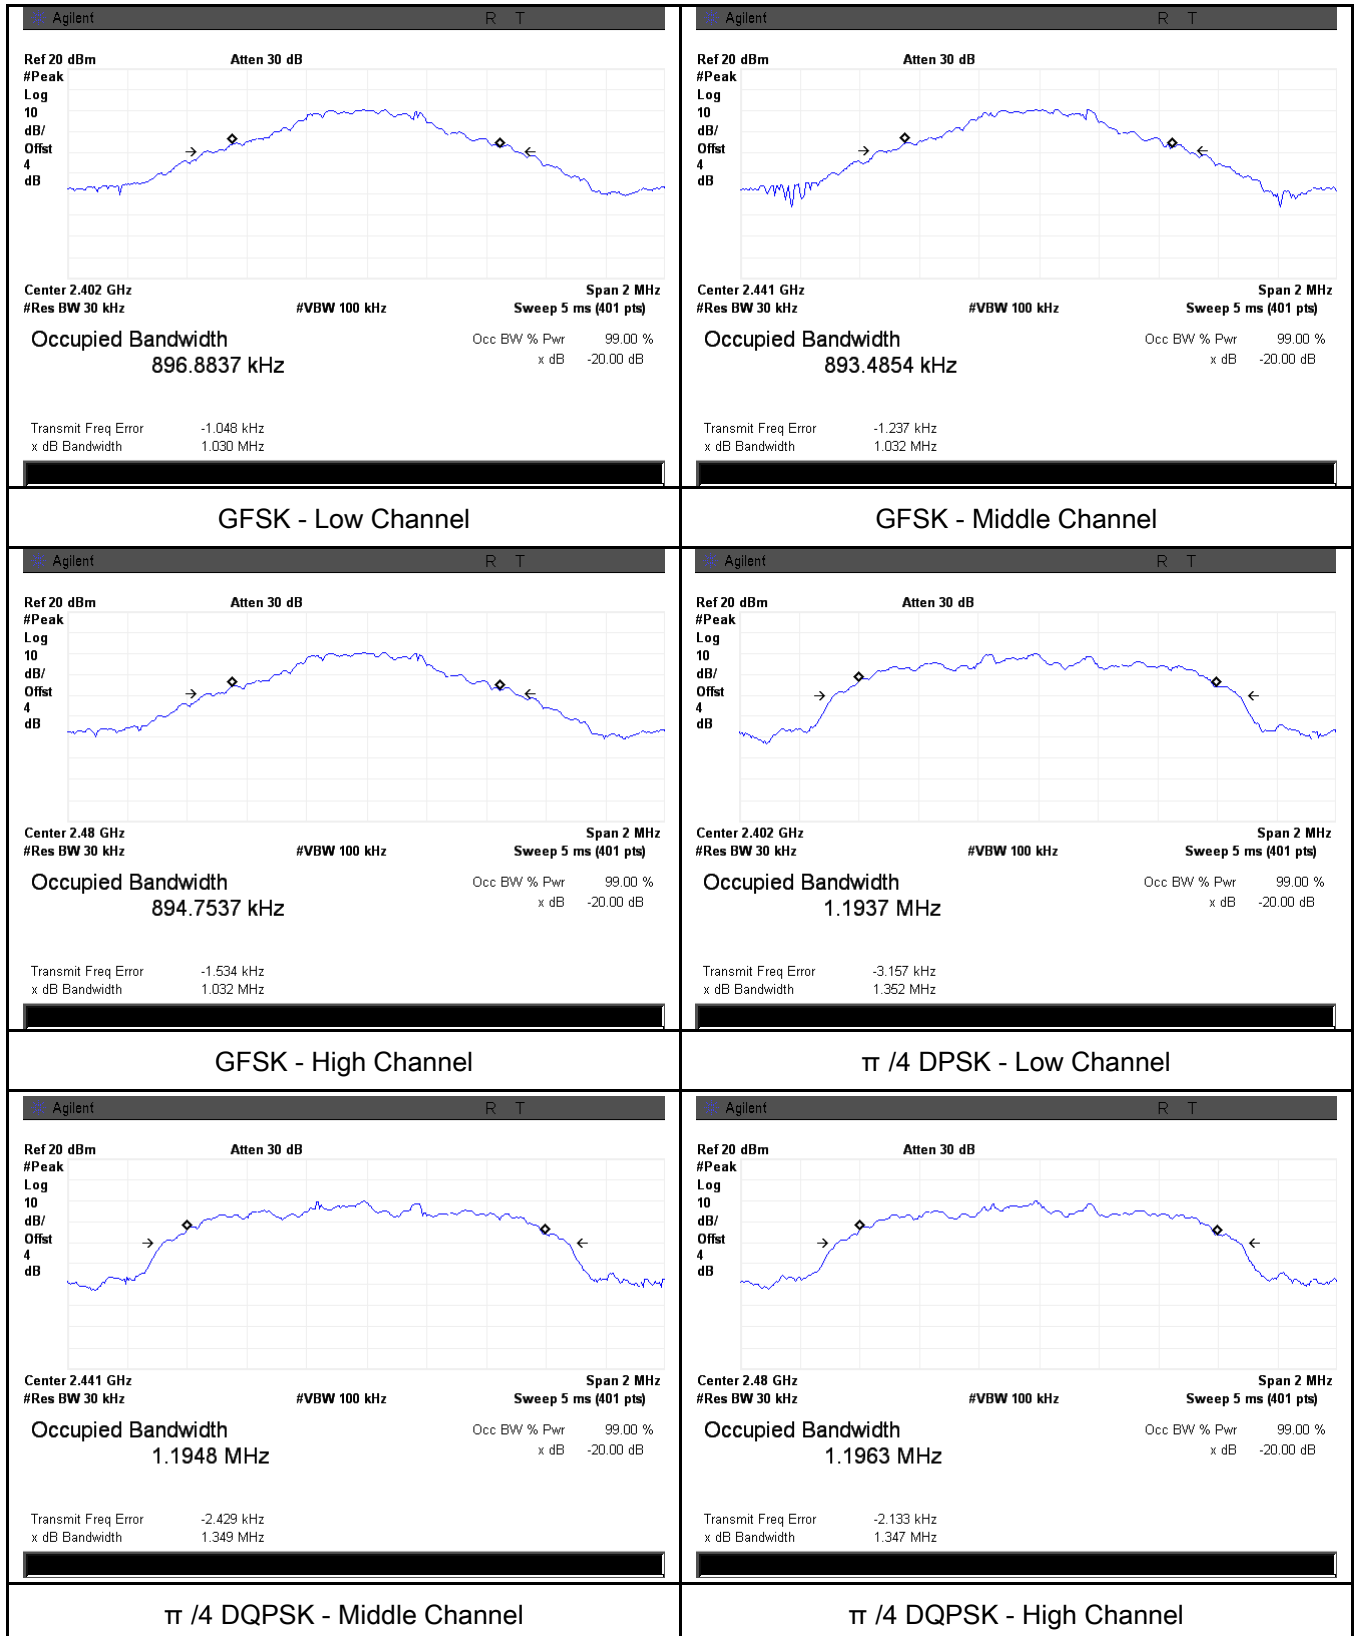 Agilent R T
Ref 20 dBm Atten 30 dB
#Peak
Log
10
dB/
Offst
4
dB
Center 2.402 GHz Span 2 MHz
#Res BW 30 kHz #VBW 100 kHz Sweep 5 ms (401 pts)
Occupied Bandwidth Occ BW % Pwr 99.00 %
896.8837 kHz x dB -20.00 dB
Transmit Freq Error -1.048 kHz
x dB Bandwidth 1.030 MHz
GFSK - Low Channel
Agilent R T
Ref 20 dBm Atten 30 dB
#Peak
Log
10
dB/
Offst
4
dB
Center 2.441 GHz Span 2 MHz
#Res BW 30 kHz #VBW 100 kHz Sweep 5 ms (401 pts)
Occupied Bandwidth Occ BW % Pwr 99.00 %
893.4854 kHz x dB -20.00 dB
Transmit Freq Error -1.237 kHz
x dB Bandwidth 1.032 MHz
GFSK - Middle Channel
Agilent R T
Ref 20 dBm Atten 30 dB
#Peak
Log
10
dB/
Offst
4
dB
Center 2.48 GHz Span 2 MHz
#Res BW 30 kHz #VBW 100 kHz Sweep 5 ms (401 pts)
Occupied Bandwidth Occ BW % Pwr 99.00 %
894.7537 kHz x dB -20.00 dB
Transmit Freq Error -1.534 kHz
x dB Bandwidth 1.032 MHz
GFSK - High Channel
Agilent R T
Ref 20 dBm Atten 30 dB
#Peak
Log
10
dB/
Offst
4
dB
Center 2.402 GHz Span 2 MHz
#Res BW 30 kHz #VBW 100 kHz Sweep 5 ms (401 pts)
Occupied Bandwidth Occ BW % Pwr 99.00 %
1.1937 MHz x dB -20.00 dB
Transmit Freq Error -3.157 kHz
x dB Bandwidth 1.352 MHz
π /4 DPSK - Low Channel
Agilent R T
Ref 20 dBm Atten 30 dB
#Peak
Log
10
dB/
Offst
4
dB
Center 2.441 GHz Span 2 MHz
#Res BW 30 kHz #VBW 100 kHz Sweep 5 ms (401 pts)
Occupied Bandwidth Occ BW % Pwr 99.00 %
1.1948 MHz x dB -20.00 dB
Transmit Freq Error -2.429 kHz
x dB Bandwidth 1.349 MHz
π /4 DQPSK - Middle Channel
Agilent R T
Ref 20 dBm Atten 30 dB
#Peak
Log
10
dB/
Offst
4
dB
Center 2.48 GHz Span 2 MHz
#Res BW 30 kHz #VBW 100 kHz Sweep 5 ms (401 pts)
Occupied Bandwidth Occ BW % Pwr 99.00 %
1.1963 MHz x dB -20.00 dB
Transmit Freq Error -2.133 kHz
x dB Bandwidth 1.347 MHz
π /4 DQPSK - High Channel